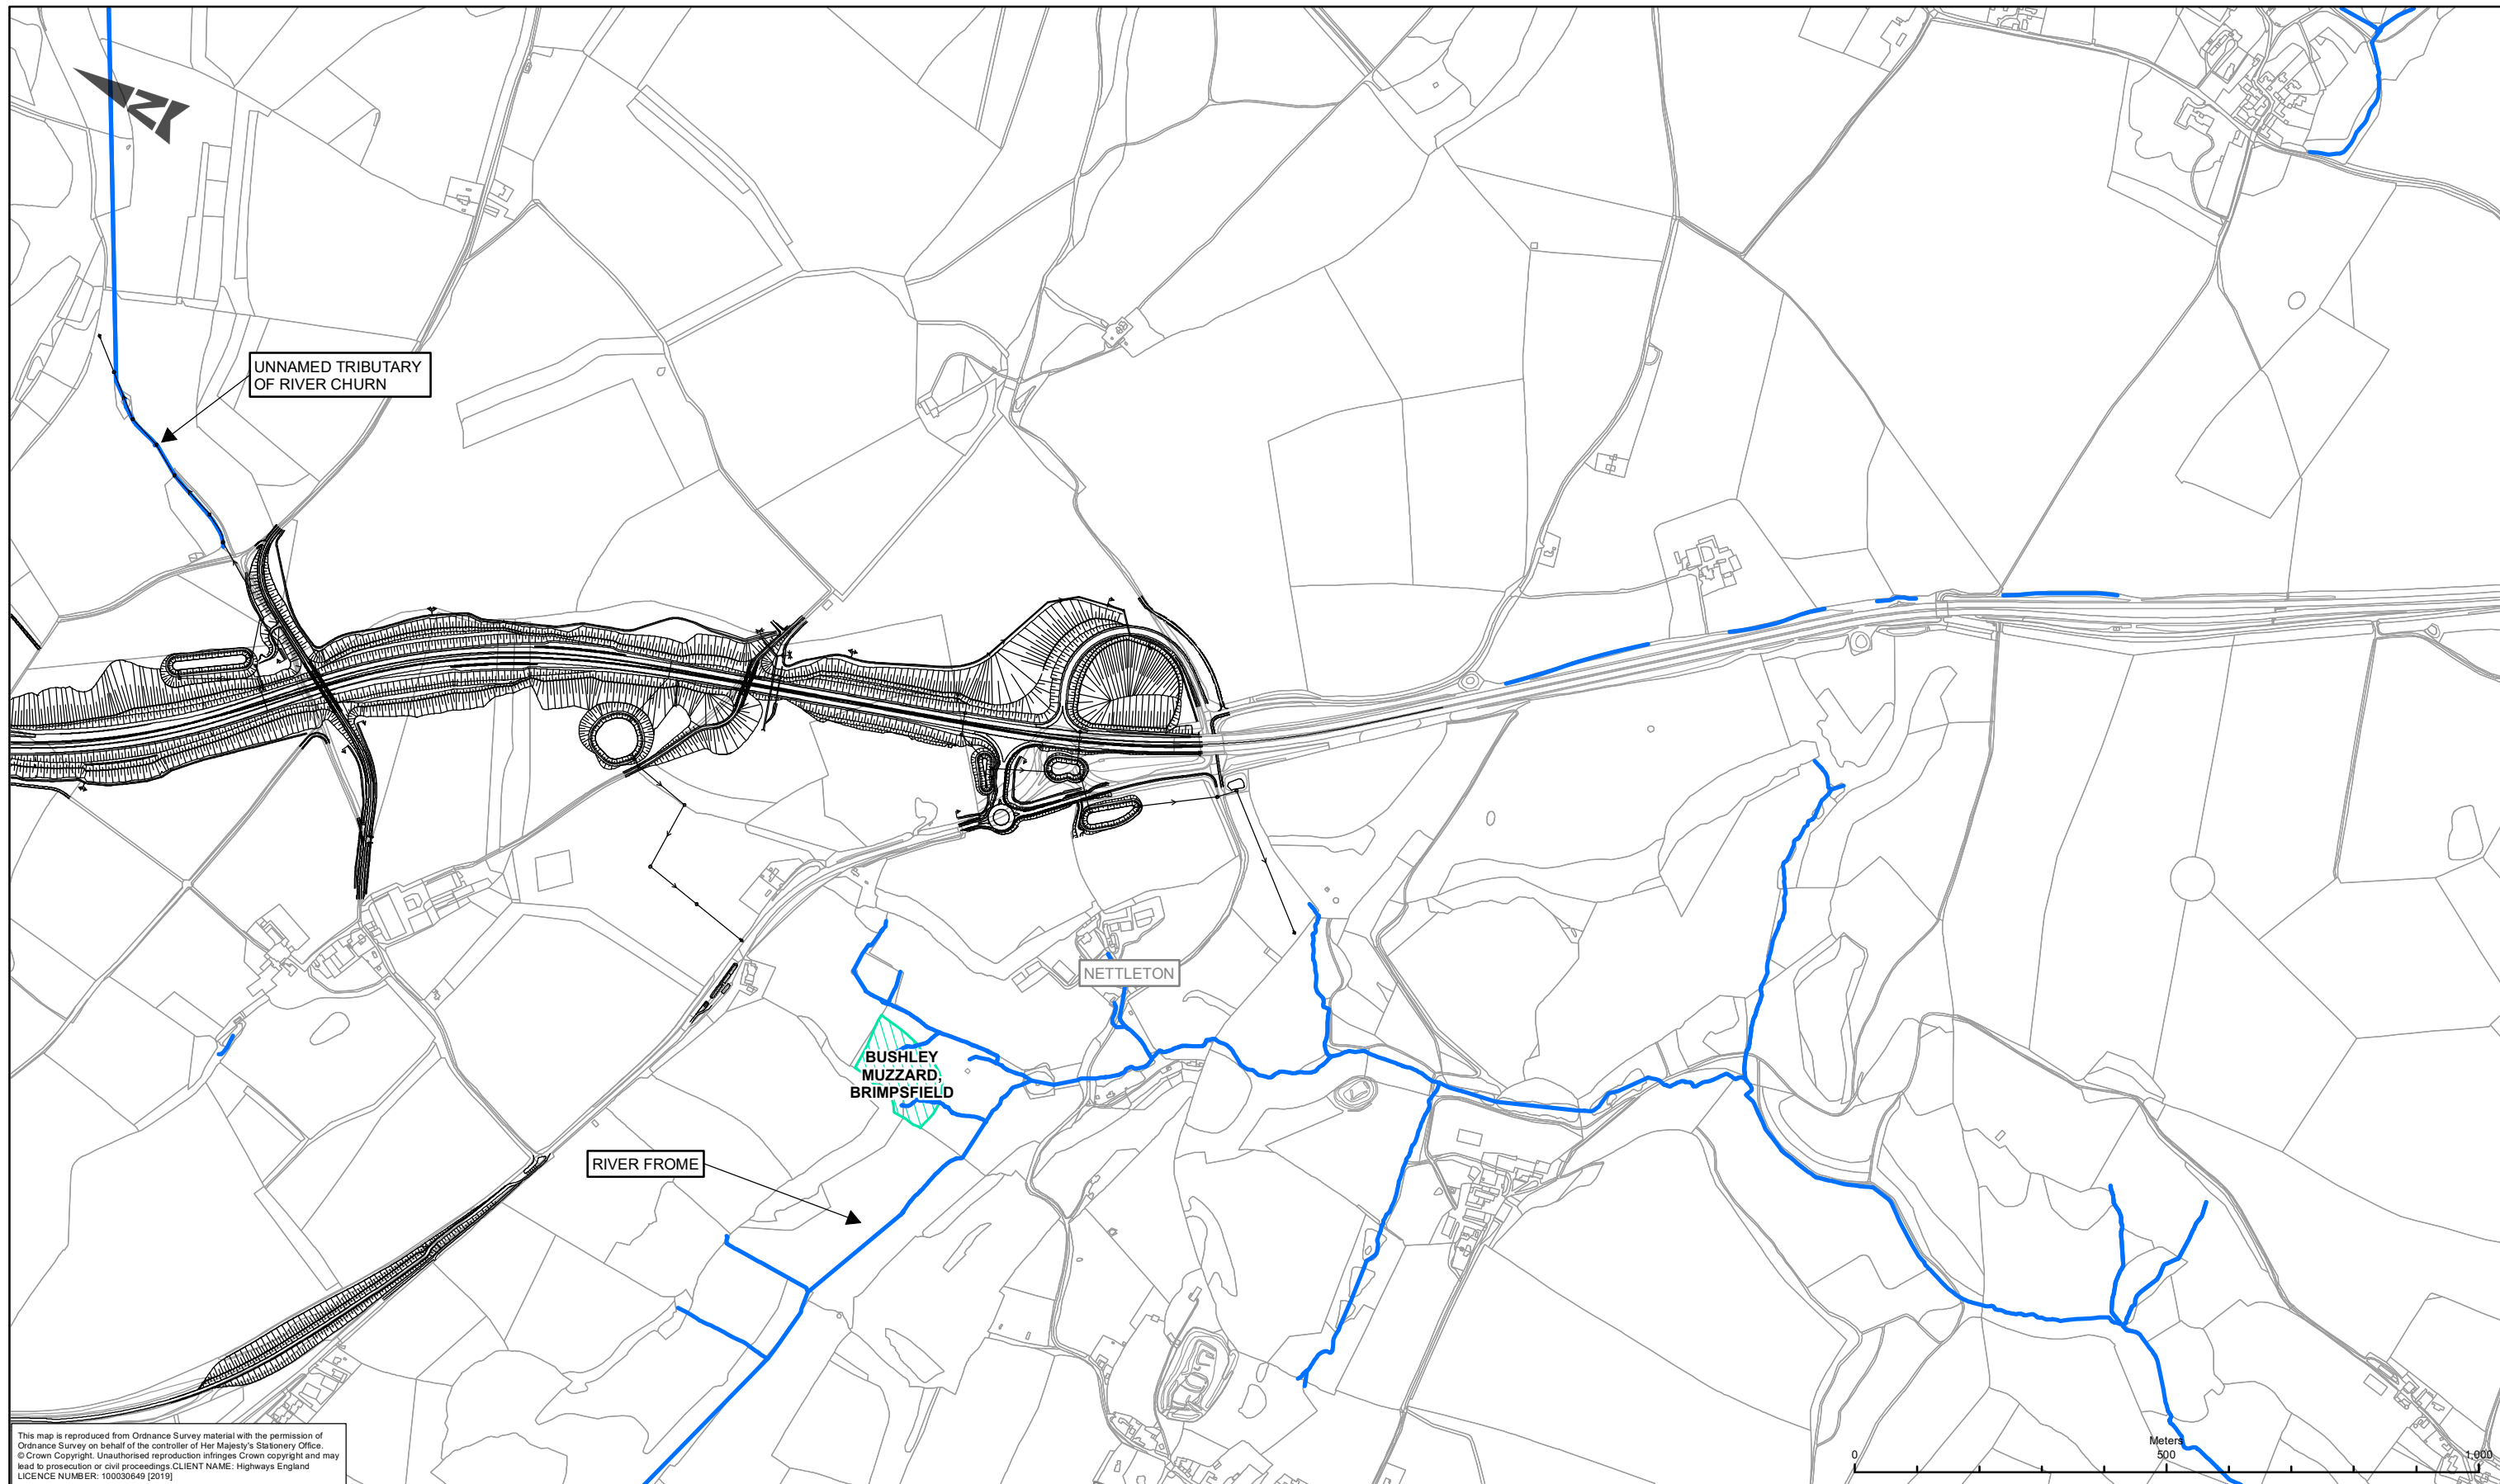 N
UNNAMED TRIBUTARY
OF RIVER CHURN
NETTLETON
BUSHLEY
MUZZARD,
BRIMPSFIELD
RIVER FROME
This map is reproduced from Ordnance Survey material with the permission of
Ordnance Survey on behalf of the controller of Her Majesty's Stationery Office.
© Crown Copyright. Unauthorised reproduction infringes Crown copyright and may
lead to prosecution or civil proceedings.CLIENT NAME: Highways England
LICENCE NUMBER: 100030649 [2019]
Meters
0 500 1,000